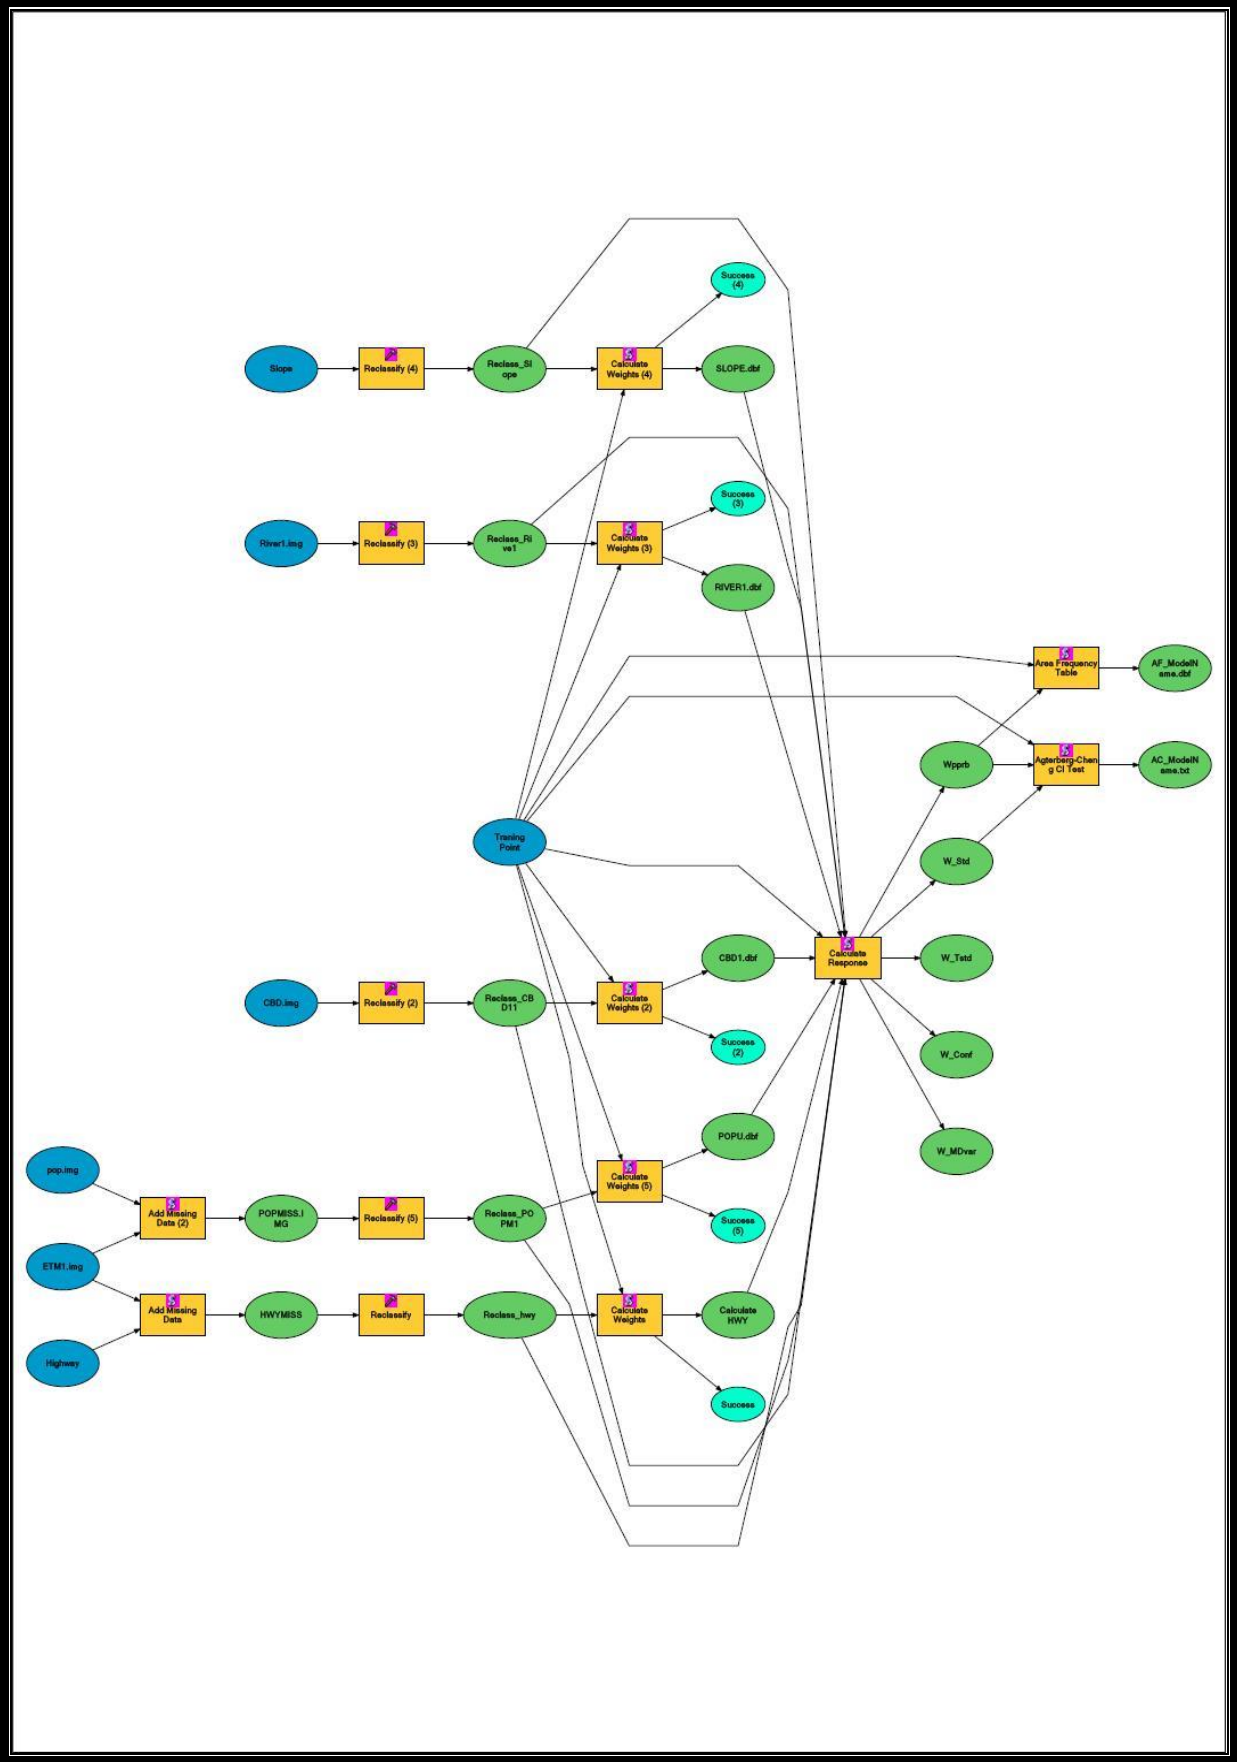 Success
(4)
Slope
Reclassify (4)
Reclass_Sl
ope
Calculate
Weights (4)
SLOPE.dbf
Success
(3)
River1.img
Reclassify (3)
Reclass_Ri
ve1
Calculate
Weights (3)
RIVER1.dbf
Area Frequency
Table
AF_ModelN
ame.dbf
Wpprb
Agterberg-Chen
g CI Test
AC_ModelN
ame.txt
Traning
Point
W_Std
CBD1.dbf
Calculate
Response
W_Tstd
CBD.img
Reclassify (2)
Reclass_CB
D11
Calculate
Weights (2)
Success
(2)
W_Conf
POPU.dbf
W_MDvar
pop.img
Calculate
Weights (5)
Add Missing
Data (2)
POPMISS.I
MG
Reclassify (5)
Reclass_PO
PM1
Success
(5)
ETM1.img
Add Missing
Data
HWYMISS
Reclassify
Reclass_hwy
Calculate
Weights
Calculate
HWY
Highway
Success